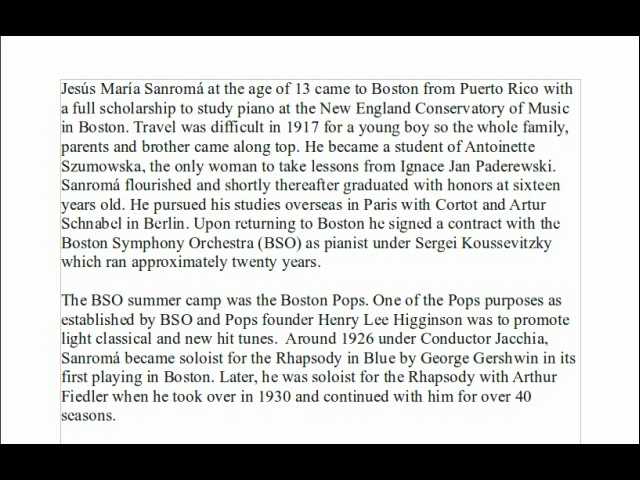 Jesús María Sanromá at the age of 13 came to Boston from Puerto Rico with
a full scholarship to study piano at the New England Conservatory of Music
in Boston. Travel was difficult in 1917 for a young boy so the whole family,
parents and brother came along top. He became a student of Antoinette
Szumowska, the only woman to take lessons from Ignace Jan Paderewski.
Sanromá flourished and shortly thereafter graduated with honors at sixteen
years old. He pursued his studies overseas in Paris with Cortot and Artur
Schnabel in Berlin. Upon returning to Boston he signed a contract with the
Boston Symphony Orchestra (BSO) as pianist under Sergei Koussevitzky
which ran approximately twenty years.
The BSO summer camp was the Boston Pops. One of the Pops purposes as
established by BSO and Pops founder Henry Lee Higginson was to promote
light classical and new hit tunes.  Around 1926 under Conductor Jacchia,
Sanromá became soloist for the Rhapsody in Blue by George Gershwin in its
first playing in Boston. Later, he was soloist for the Rhapsody with Arthur
Fiedler when he took over in 1930 and continued with him for over 40
seasons.